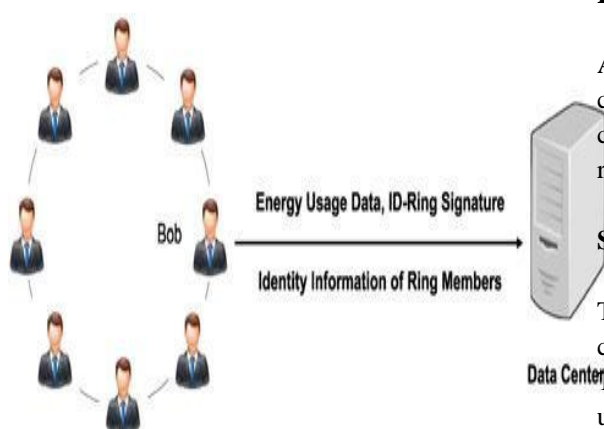 Energy Usage Data, ID-Ring Signature
Bob
Identity Information of Ring Members
Data Center